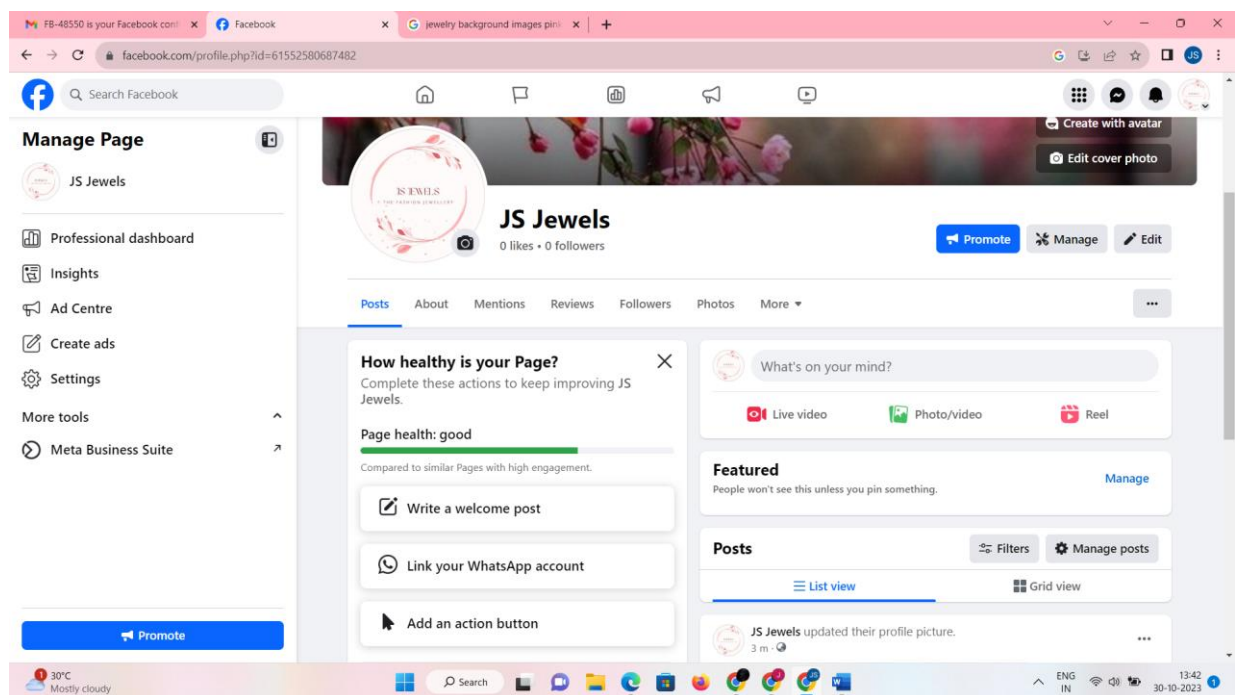 FB-48550 is your Facebook conf
Facebook
jewelry background images pink
facebook.com/profile.php?id=61552580687482
JS
Search Facebook
Manage Page
JS Jewels
Professional dashboard
Insights
Ad Centre
Create ads
Settings
More tools
Meta Business Suite
Promote
Create with avatar
Edit cover photo
JS JEWELS
JS Jewels
0 likes • 0 followers
Promote
Manage
Edit
Posts About Mentions Reviews Followers Photos More
How healthy is your Page?
Complete these actions to keep improving JS
Jewels.
Page health: good
Compared to similar Pages with high engagement.
Write a welcome post
Link your WhatsApp account
Add an action button
What's on your mind?
Live video
Photo/video
Reel
Featured
Manage
People won't see this unless you pin something.
Posts
Filters
Manage posts
List view
Grid view
JS Jewels updated their profile picture.
3 m ·
1
30°C
Mostly cloudy
Search
ENG
IN
13:42
30-10-2023
1